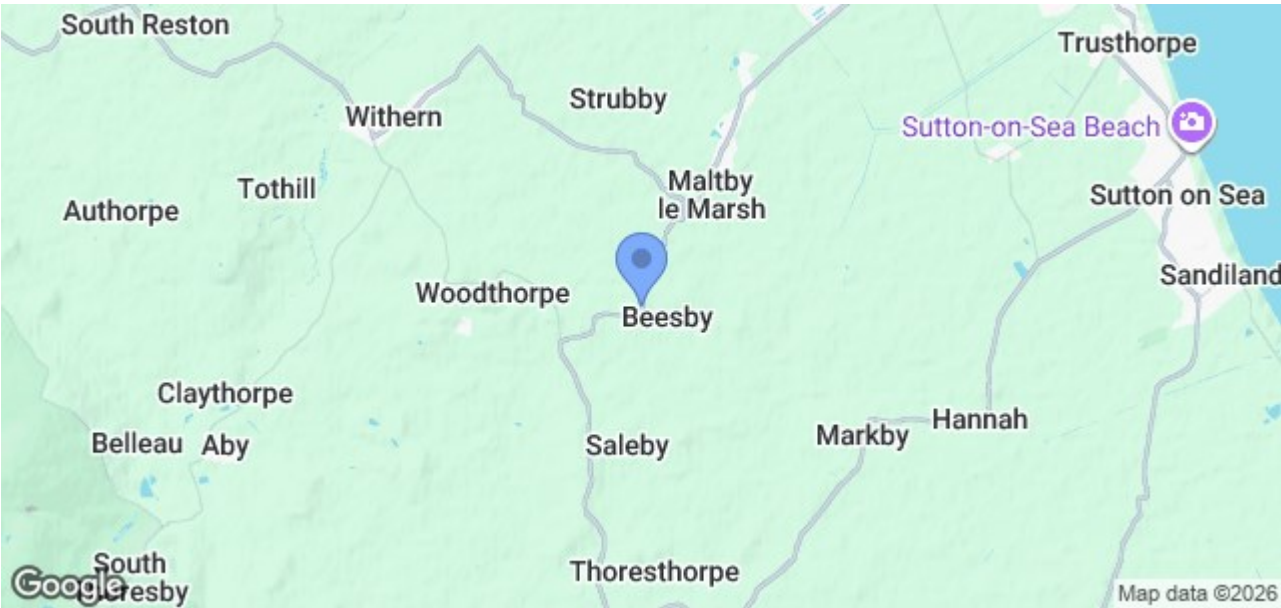 South Reston
Trusthorpe
Strubby
Withern
Sutton-on-Sea Beach
Maltby
le Marsh
Tothill
Authorpe
Sutton on Sea
Sandiland
Woodthorpe
Beesby
Claythorpe
Hannah
Markby
Belleau
Aby
Saleby
South
Thoresthorpe
Google
Map data ©2026